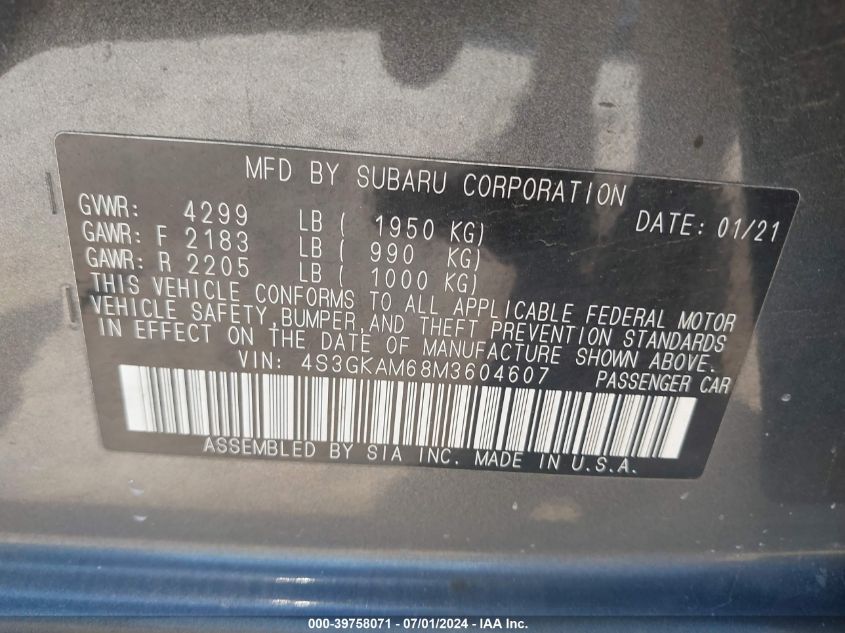 MFD BY SUBARU CORPORATION
GVWR: 4299 LB ( 1950 KG) DATE: 01/21
GAWR: F 2183 LB ( 990 KG)
GAWR: R 2205 LB ( 1000 KG)
THIS VEHICLE CONFORMS TO ALL APPLICABLE FEDERAL MOTOR
VEHICLE SAFETY, BUMPER, AND THEFT PREVENTION STANDARDS
IN EFFECT ON THE DATE OF MANUFACTURE SHOWN ABOVE.
VIN: 4S3GKAM68M3604607 PASSENGER CAR
ASSEMBLED BY SIA INC. MADE IN U.S.A.
000-39758071 - 07/01/2024 - IAA Inc.